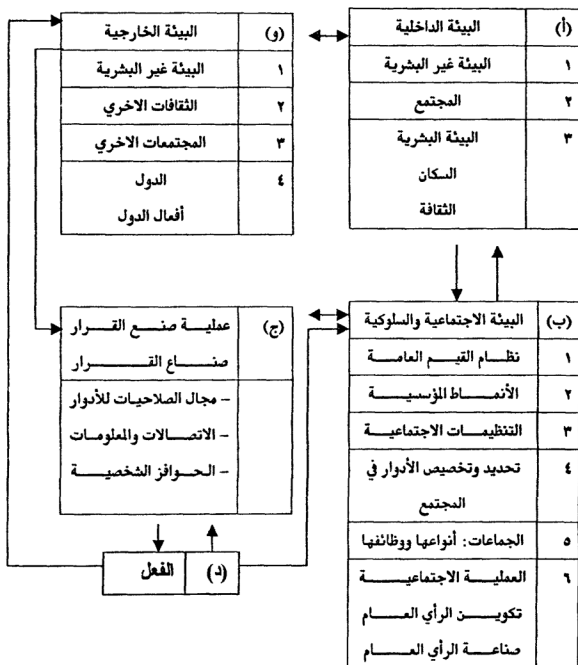 (أ) البيئة الداخلية
١ البيئة غير البشرية
٢ المجتمع
٣ البيئة البشرية
السكان
الثقافة
(و) البيئة الخارجية
١ البيئة غير البشرية
٢ الثقافات الاخري
٣ المجتمعات الاخري
٤ الدول
أفعال الدول
(ب) البيئة الاجتماعية والسلوكية
١ نظام القيم العامة
٢ الأنماط المؤسسية
٣ التنظيمات الاجتماعية
٤ تحديد وتخصيص الأدوار في
المجتمع
٥ الجماعات: أنواعها ووظائفها
٦ العملية الاجتماعية
تكوين الرأي العام
صناعة الرأي العام
(ج) عملية صنع القرار
صناع القرار
– مجال الصلاحيات للأدوار
– الاتصالات والمعلومات
– الحوافز الشخصية
(د) الفعل